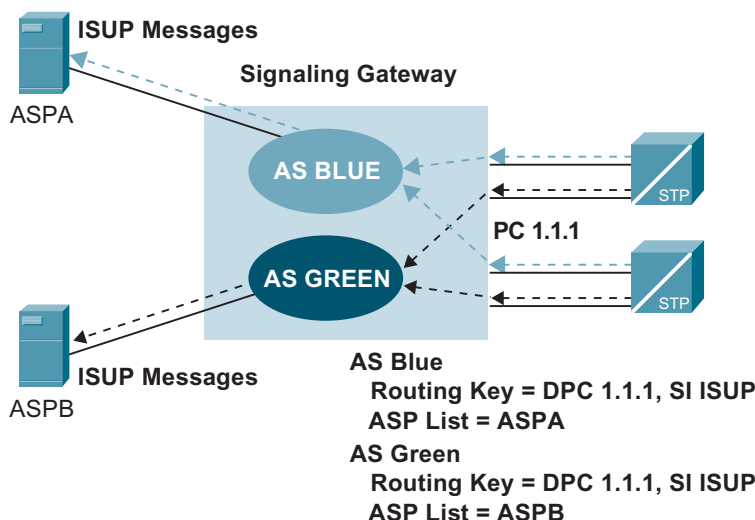 ISUP Messages
ASPA
Signaling Gateway
AS BLUE
STP
PC 1.1.1
AS GREEN
STP
ISUP Messages
ASPB
AS Blue
Routing Key = DPC 1.1.1, SI ISUP
ASP List = ASPA
AS Green
Routing Key = DPC 1.1.1, SI ISUP
ASP List = ASPB